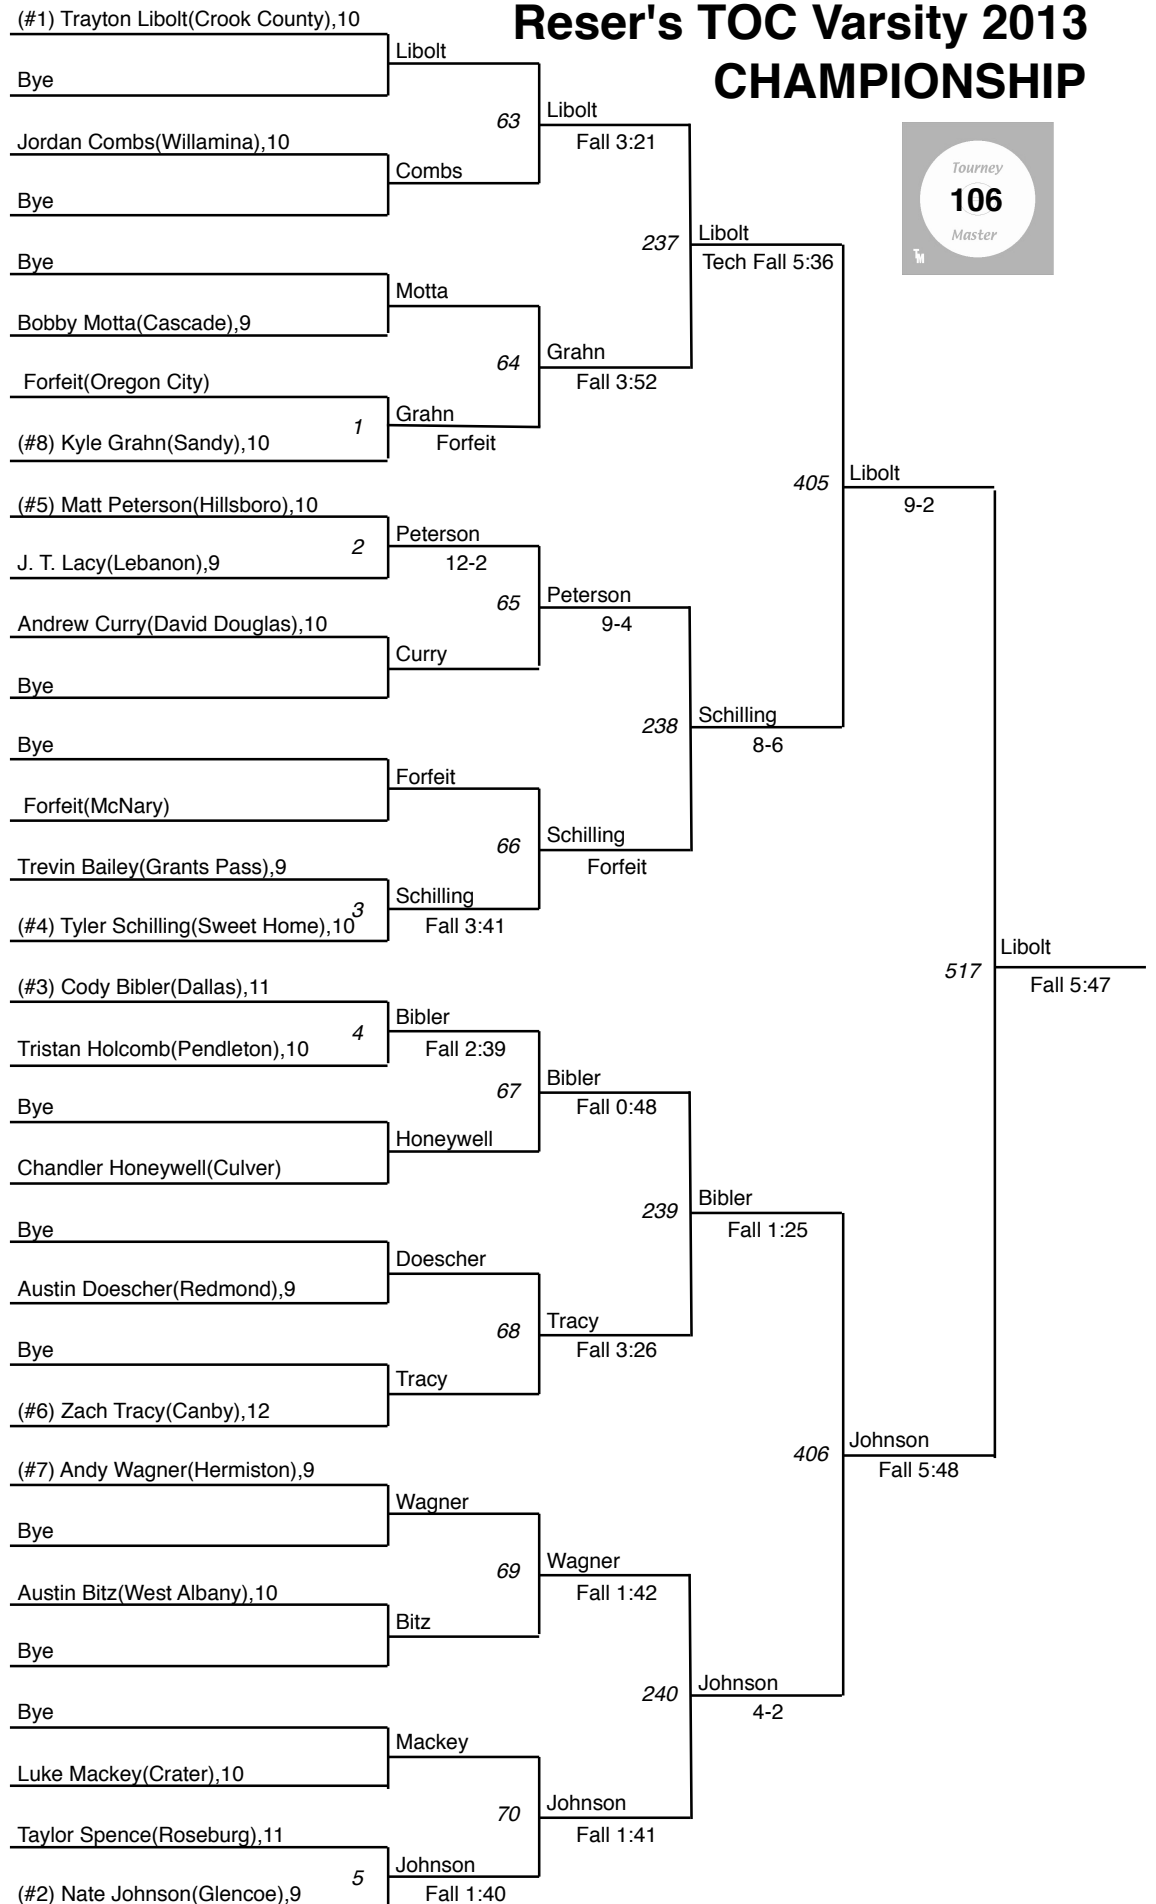 Reser's TOC Varsity 2013
CHAMPIONSHIP
Tourney
106
Master
TM
(#1) Trayton Libolt(Crook County),10
Libolt
Bye
63
Libolt
Fall 3:21
Jordan Combs(Willamina),10
Combs
Bye
237
Libolt
Tech Fall 5:36
Bye
Motta
Bobby Motta(Cascade),9
64
Grahn
Fall 3:52
Forfeit(Oregon City)
1
Grahn
Forfeit
(#8) Kyle Grahn(Sandy),10
405
Libolt
9-2
(#5) Matt Peterson(Hillsboro),10
2
Peterson
12-2
J. T. Lacy(Lebanon),9
65
Peterson
9-4
Andrew Curry(David Douglas),10
Curry
Bye
238
Schilling
8-6
Bye
Forfeit
Forfeit(McNary)
66
Schilling
Forfeit
Trevin Bailey(Grants Pass),9
3
Schilling
Fall 3:41
(#4) Tyler Schilling(Sweet Home),10
517
Libolt
Fall 5:47
(#3) Cody Bibler(Dallas),11
4
Bibler
Fall 2:39
Tristan Holcomb(Pendleton),10
67
Bibler
Fall 0:48
Bye
Honeywell
Chandler Honeywell(Culver)
239
Bibler
Fall 1:25
Bye
Doescher
Austin Doescher(Redmond),9
68
Tracy
Fall 3:26
Bye
Tracy
(#6) Zach Tracy(Canby),12
406
Johnson
Fall 5:48
(#7) Andy Wagner(Hermiston),9
Wagner
Bye
69
Wagner
Fall 1:42
Austin Bitz(West Albany),10
Bitz
Bye
240
Johnson
4-2
Bye
Mackey
Luke Mackey(Crater),10
70
Johnson
Fall 1:41
Taylor Spence(Roseburg),11
5
Johnson
Fall 1:40
(#2) Nate Johnson(Glencoe),9